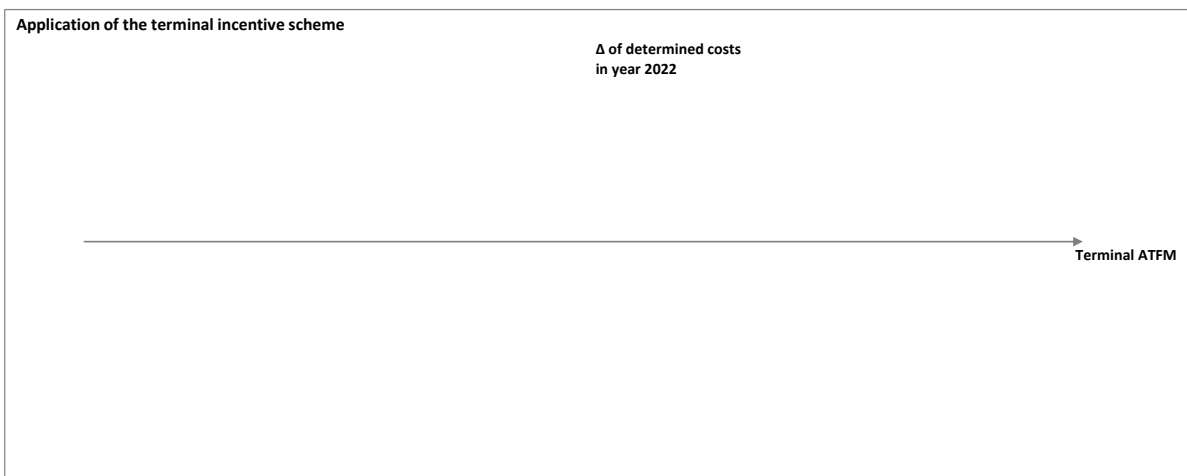 Application of the terminal incentive scheme
Δ of determined costs
in year 2022
Terminal ATFM